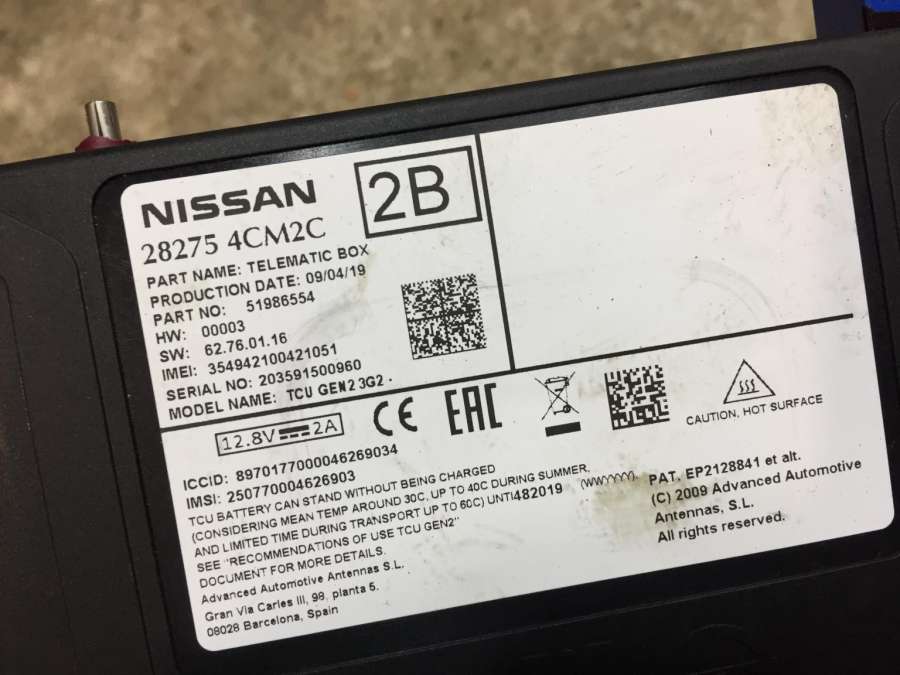 NISSAN
2B
28275 4CM2C
PART NAME: TELEMATIC BOX
PRODUCTION DATE: 09/04/19
PART NO: 51986554
HW: 00003
SW: 62.76.01.16
IMEI: 354942100421051
SERIAL NO: 203591500960
MODEL NAME: TCU GEN2 3G2
12.8V 2A
CE
EAC
CAUTION, HOT SURFACE
ICCID: 8970177000046269034
IMSI: 250770004626903
TCU BATTERY CAN STAND WITHOUT BEING CHARGED
(CONSIDERING MEAN TEMP AROUND 30C, UP TO 40C DURING SUMMER,
AND LIMITED TIME DURING TRANSPORT UP TO 60C) UNTI482019 (WWYYYY).
SEE "RECOMMENDATIONS OF USE TCU GEN2"
DOCUMENT FOR MORE DETAILS.
Advanced Automotive Antennas S.L.
Gran Via Carles III, 98, planta 5.
08028 Barcelona, Spain
PAT. EP2128841 et alt.
(C) 2009 Advanced Automotive
Antennas, S.L.
All rights reserved.